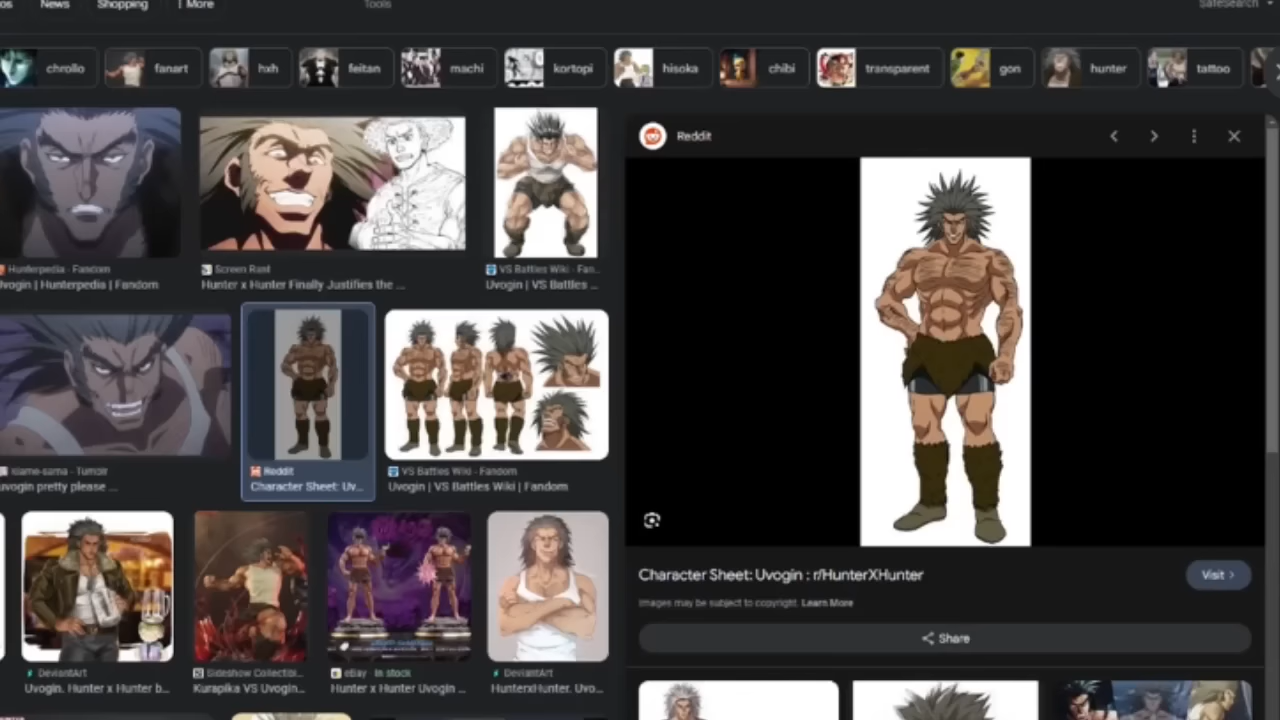 News
Shopping
More
Tools
SafeSearch
chrollo
fanart
hxh
feitan
machi
kortopi
hisoka
chibi
transparent
gon
hunter
tattoo
Reddit
Hunterpedia · Fandom
Uvogin | Hunterpedia | Fandom
Screen Rant
Hunter x Hunter Finally Justifies the ...
VS Battles Wiki · Fan...
Uvogin | VS Battles ...
siame-sama · Tumblr
uvogin pretty please ...
Reddit
Character Sheet: Uv...
VS Battles Wiki · Fandom
Uvogin | VS Battles Wiki | Fandom
Character Sheet: Uvogin : r/HunterXHunter
Visit
Images may be subject to copyright. Learn More
Share
DeviantArt
Uvogin. Hunter x Hunter b...
Sideshow Collectibl...
Kurapika VS Uvogin...
eBay · In stock
Hunter x Hunter Uvogin ...
DeviantArt
HunterxHunter. Uvo...